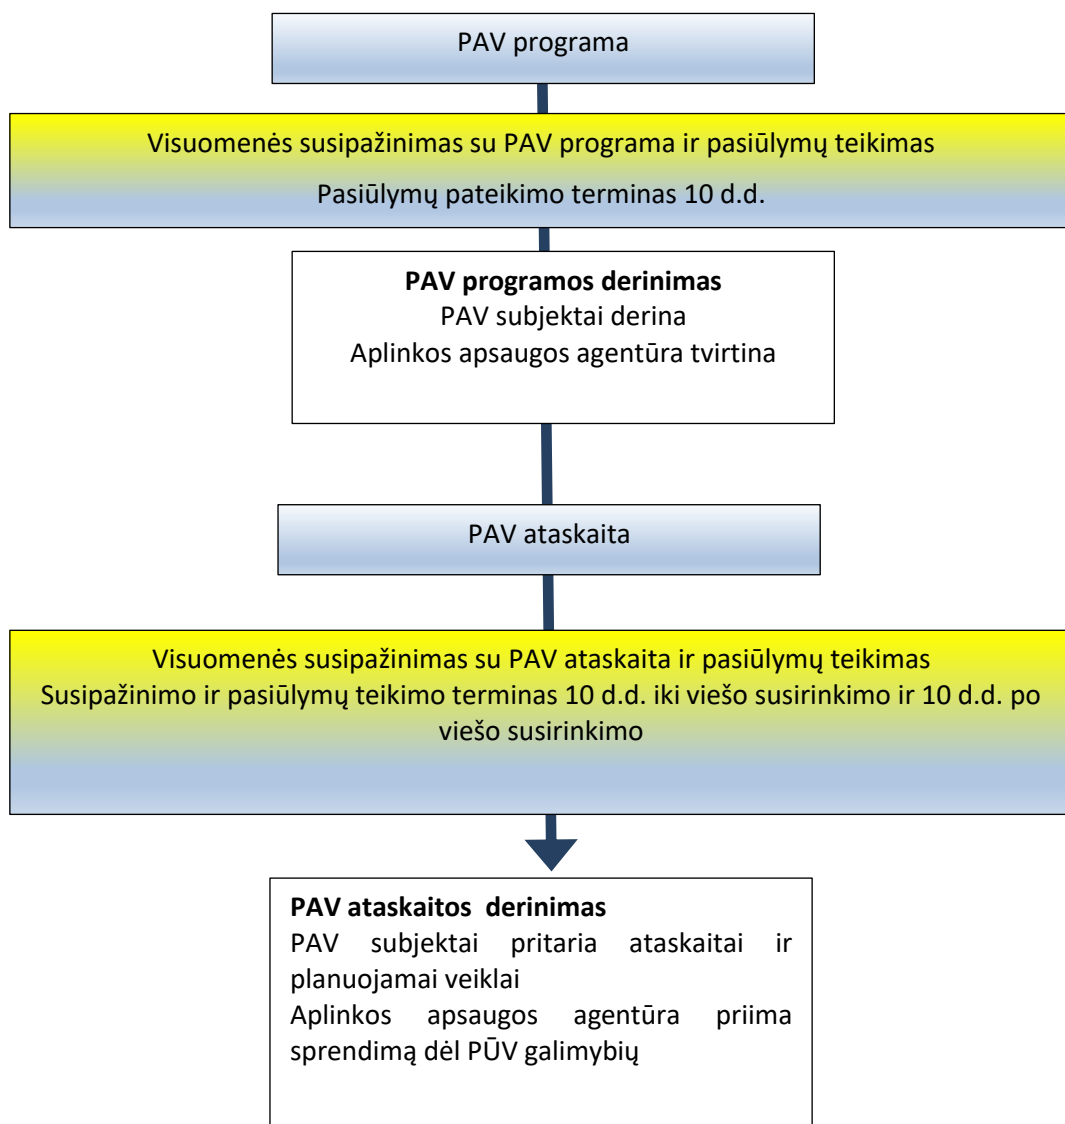 PAV programa
Visuomenės susipažinimas su PAV programa ir pasiūlymų teikimas
Pasiūlymų pateikimo terminas 10 d.d.
PAV programos derinimas
PAV subjektai derina
Aplinkos apsaugos agentūra tvirtina
PAV ataskaita
Visuomenės susipažinimas su PAV ataskaita ir pasiūlymų teikimas
Susipažinimo ir pasiūlymų teikimo terminas 10 d.d. iki viešo susirinkimo ir 10 d.d. po
viešo susirinkimo
PAV ataskaitos derinimas
PAV subjektai pritaria ataskaitai ir
planuojamai veiklai
Aplinkos apsaugos agentūra priima
sprendimą dėl PŪV galimybių